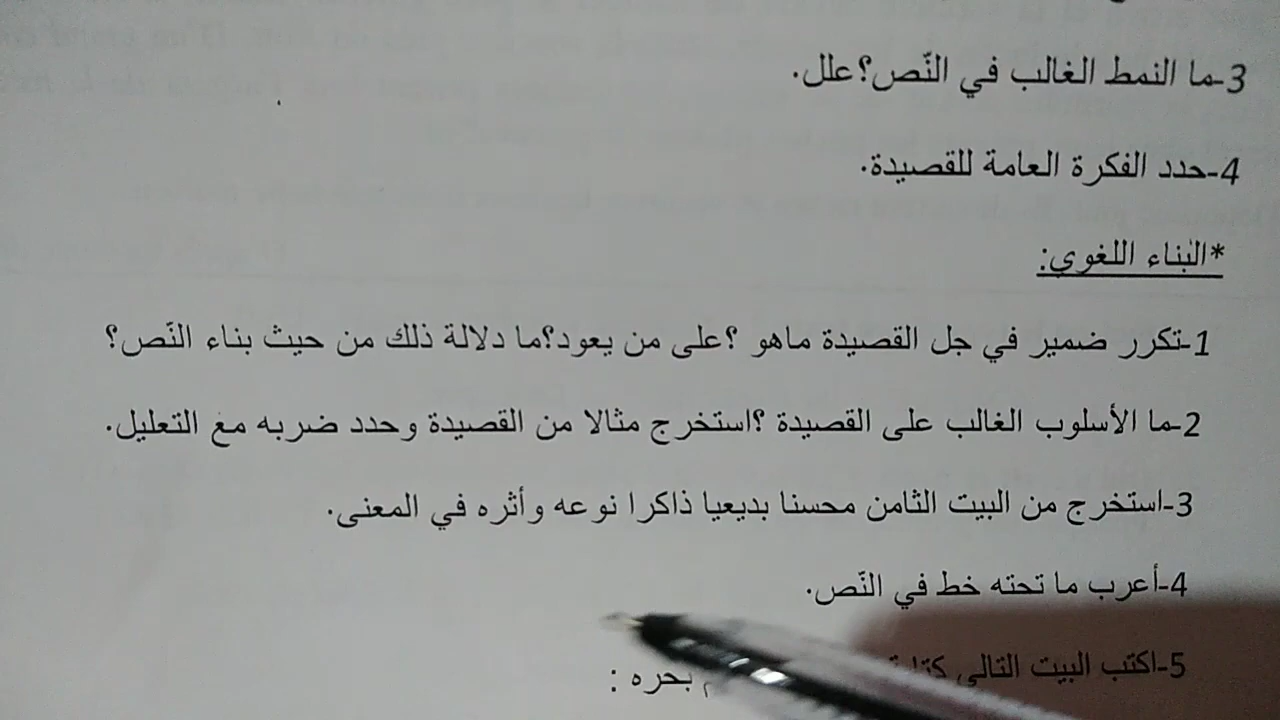 3-ما النمط الغالب في النّص؟علل.
4-حدد الفكرة العامة للقصيدة.
*البناء اللغوي:
1-تكرر ضمير في جل القصيدة ماهو ؟على من يعود؟ما دلالة ذلك من حيث بناء النّص؟
2-ما الأسلوب الغالب على القصيدة ؟استخرج مثالا من القصيدة وحدد ضربه مع التعليل.
3-استخرج من البيت الثامن محسنا بديعيا ذاكرا نوعه وأثره في المعنى.
4-أعرب ما تحته خط في النّص.
5-اكتب البيت التالي بحره :